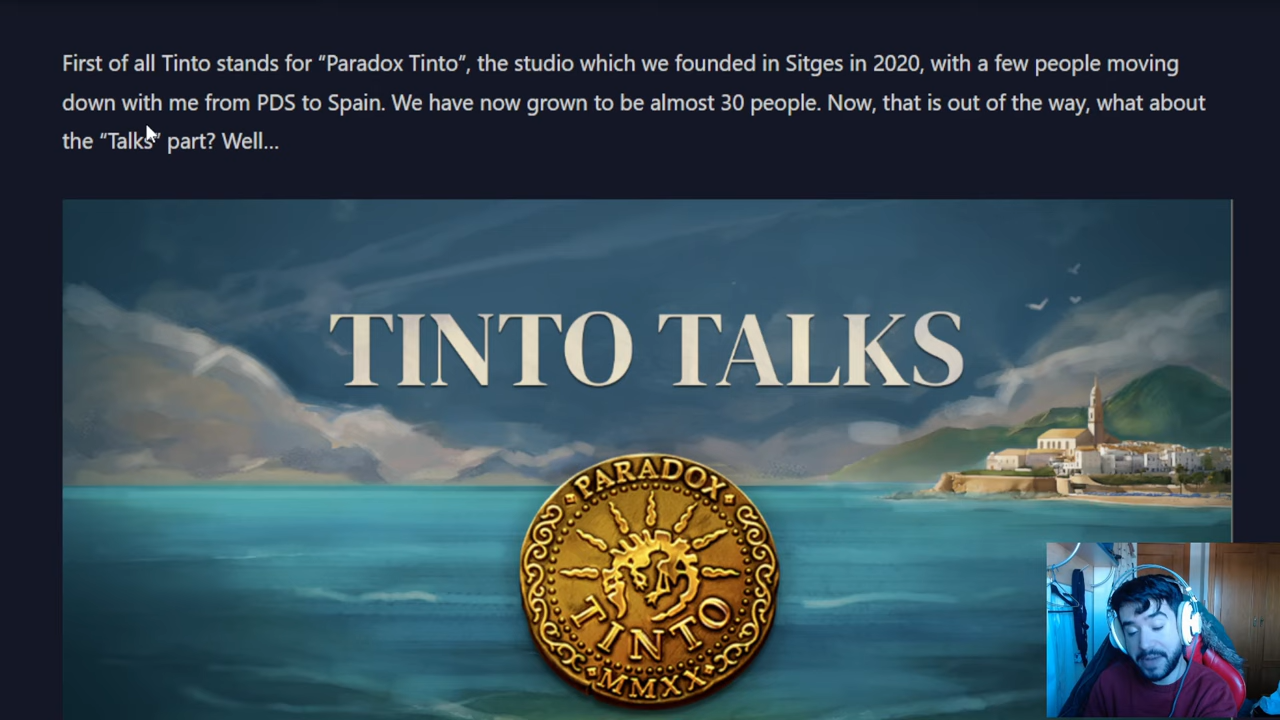 First of all Tinto stands for “Paradox Tinto”, the studio which we founded in Sitges in 2020, with a few people moving
down with me from PDS to Spain. We have now grown to be almost 30 people. Now, that is out of the way, what about
the “Talks” part? Well...
TINTO TALKS
PARADOX
TINTO
MMXX